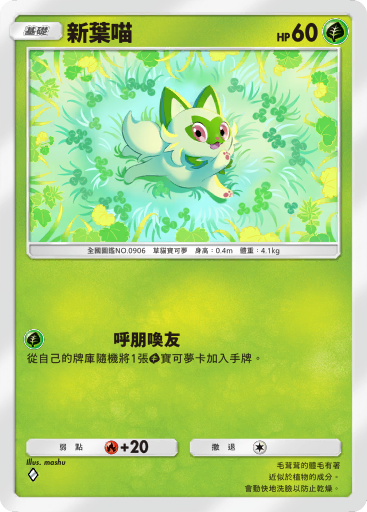 基礎 新葉喵 HP 60
全國圖鑑NO.0906 草貓寶可夢 身高：0.4m 體重：4.1kg
呼朋喚友
從自己的牌庫隨機將1張寶可夢卡加入手牌。
弱點 +20 撤退
Illus. mashu
毛茸茸的體毛有著
近似於植物的成分。
會勤快地洗臉以防止乾燥。